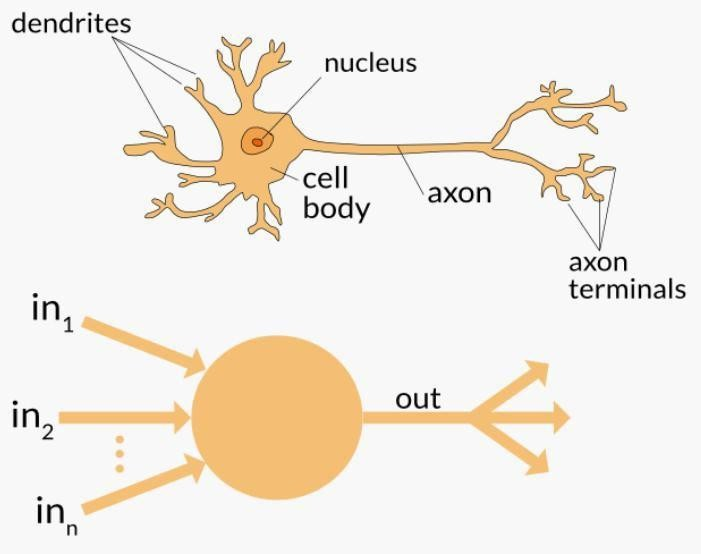 dendrites
nucleus
cell
body
axon
axon
terminals
in1
in2
out
inn